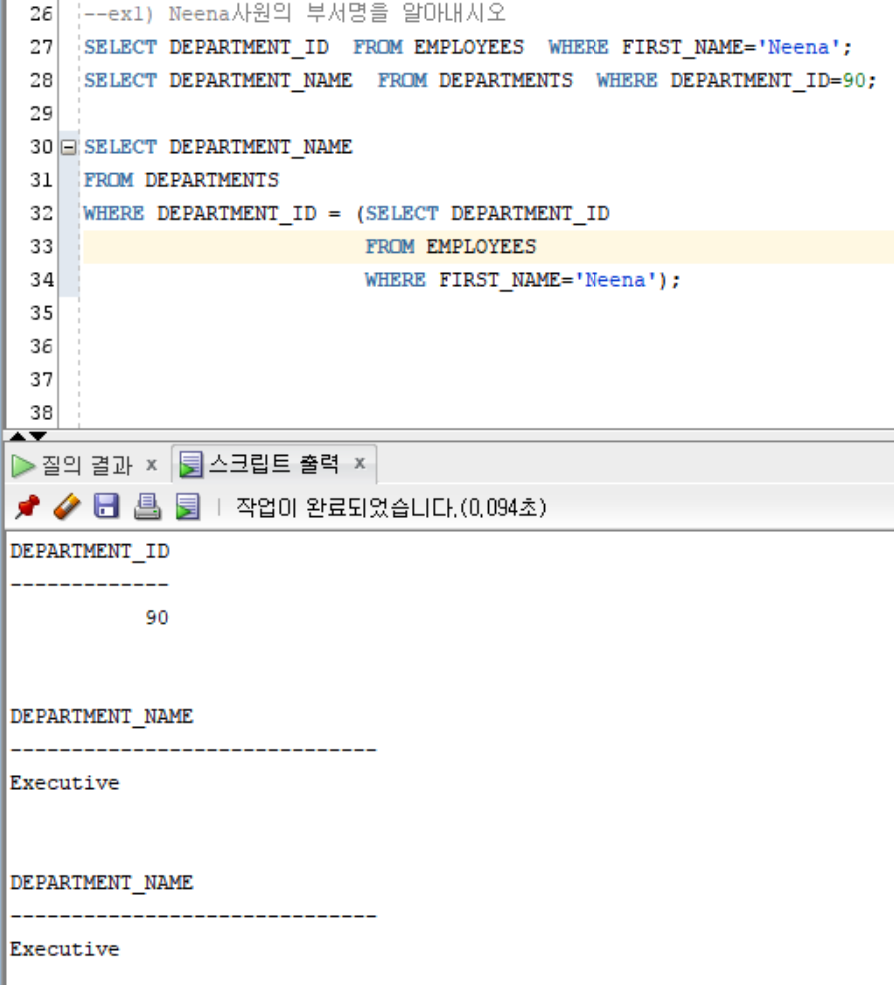 26 --ex1) Neena사원의 부서명을 알아내시오
27 SELECT DEPARTMENT_ID  FROM EMPLOYEES  WHERE FIRST_NAME='Neena';
28 SELECT DEPARTMENT_NAME  FROM DEPARTMENTS  WHERE DEPARTMENT_ID=90;
29
30 SELECT DEPARTMENT_NAME
31 FROM DEPARTMENTS
32 WHERE DEPARTMENT_ID = (SELECT DEPARTMENT_ID
33 FROM EMPLOYEES
34 WHERE FIRST_NAME='Neena');
35
36
37
38
질의 결과 x 스크립트 출력 x
작업이 완료되었습니다.(0,094초)
DEPARTMENT_ID
-------------
90
DEPARTMENT_NAME
------------------------------
Executive
DEPARTMENT_NAME
------------------------------
Executive